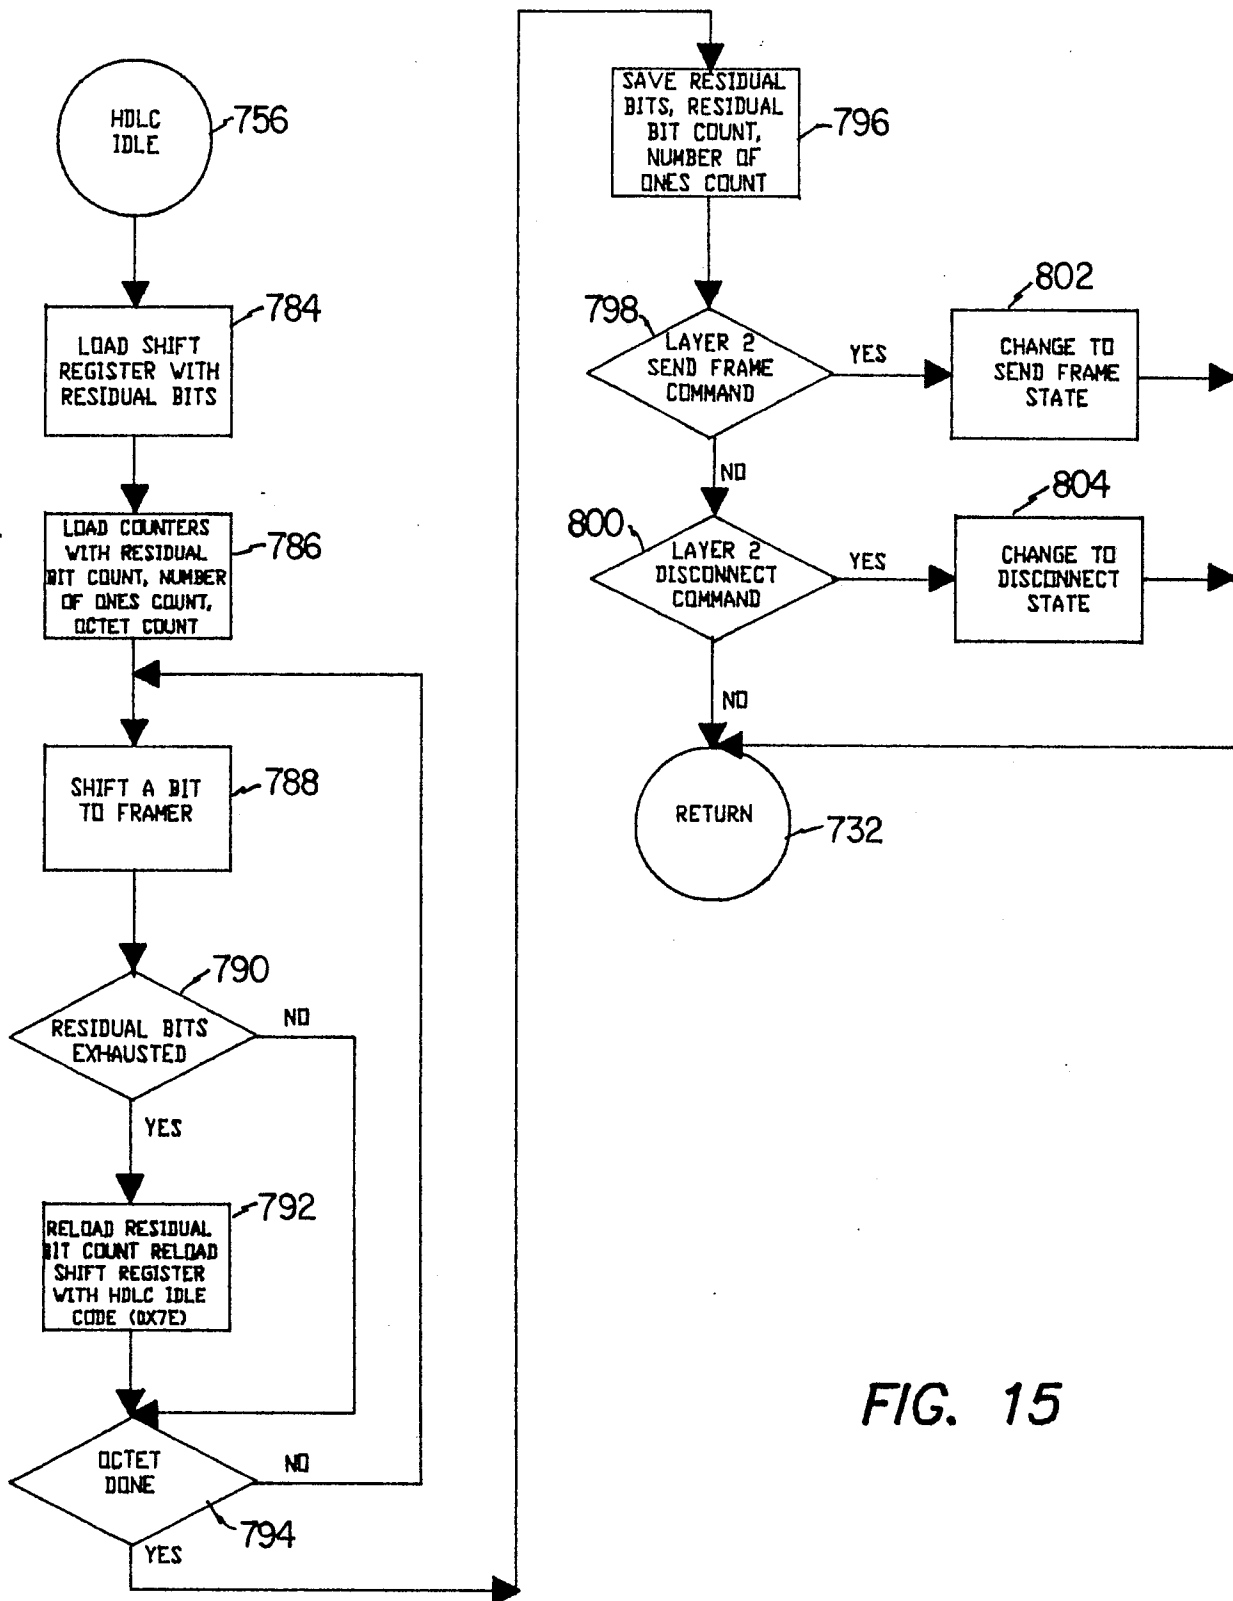 HDLC
IDLE
756
LOAD SHIFT
REGISTER WITH
RESIDUAL BITS
784
LOAD COUNTERS
WITH RESIDUAL
BIT COUNT, NUMBER
OF ONES COUNT,
OCTET COUNT
786
SHIFT A BIT
TO FRAMER
788
790
RESIDUAL BITS
EXHAUSTED
NO
YES
792
RELOAD RESIDUAL
BIT COUNT RELOAD
SHIFT REGISTER
WITH HDLC IDLE
CODE (0X7E)
OCTET
DONE
NO
794
YES
SAVE RESIDUAL
BITS, RESIDUAL
BIT COUNT,
NUMBER OF
ONES COUNT
796
798
LAYER 2
SEND FRAME
COMMAND
YES
802
CHANGE TO
SEND FRAME
STATE
NO
800
LAYER 2
DISCONNECT
COMMAND
YES
804
CHANGE TO
DISCONNECT
STATE
NO
RETURN
732
FIG. 15